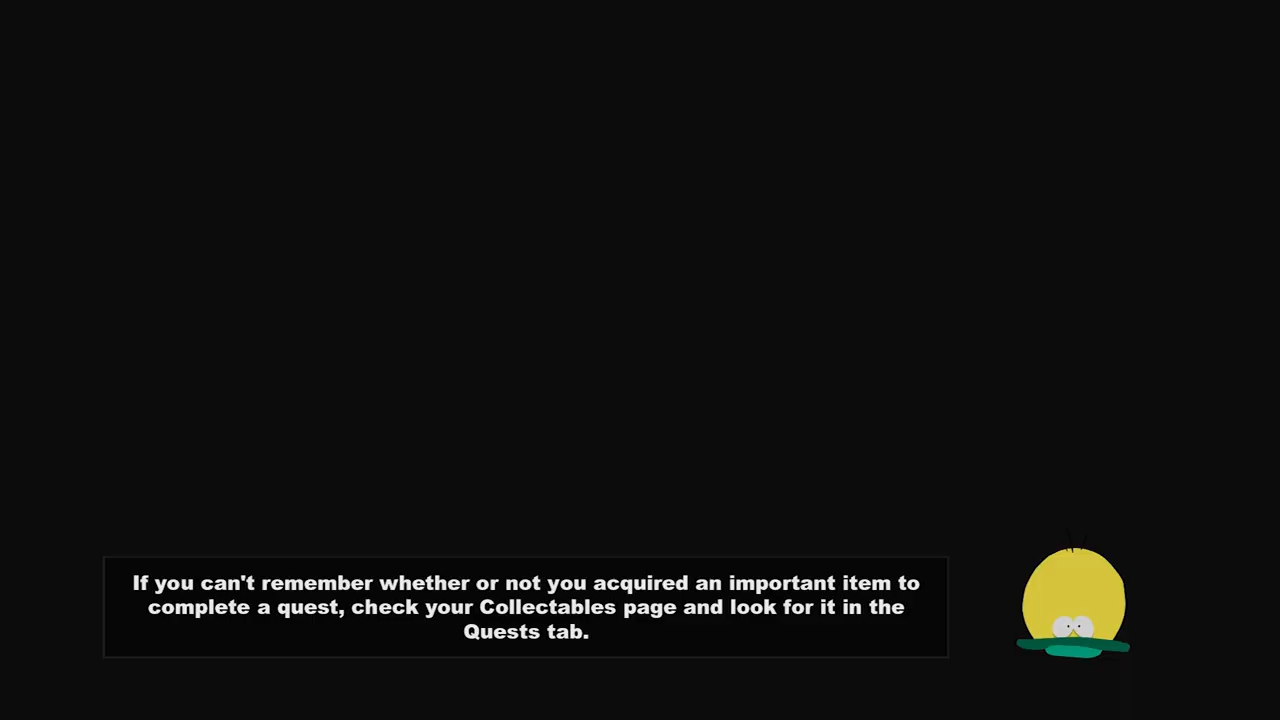 If you can't remember whether or not you acquired an important item to
complete a quest, check your Collectables page and look for it in the
Quests tab.